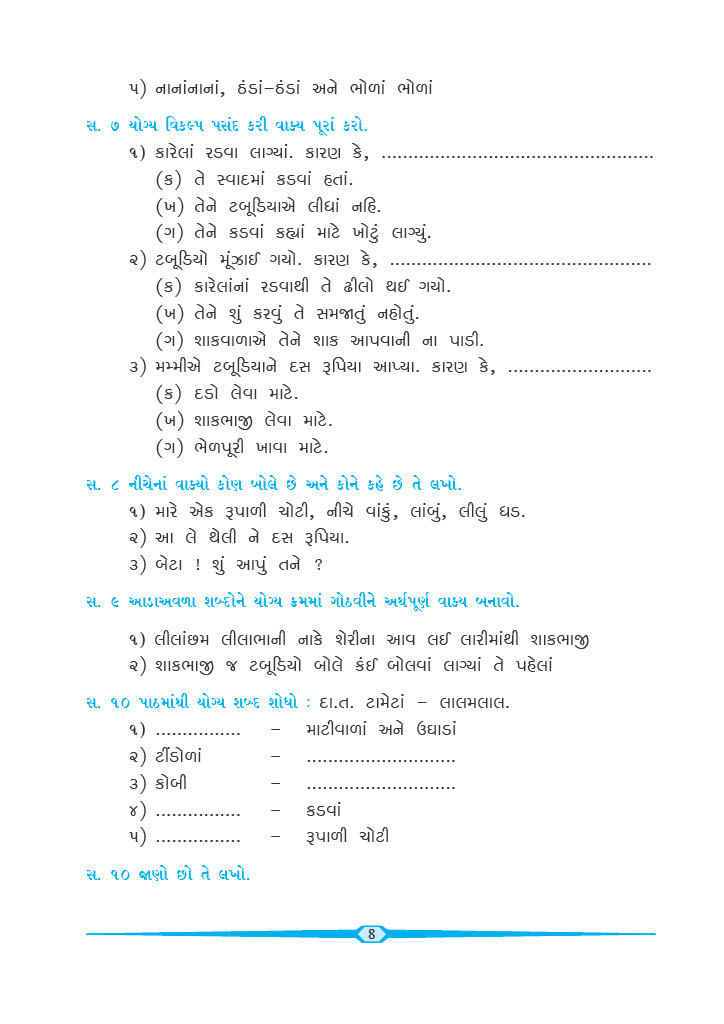 ૫) નાનાંનાનાં, ઠંડાં–ઠંડાં અને ભોળાં ભોળાં
સ. ૭ યોગ્ય વિકલ્પ પસંદ કરી વાક્ય પૂરાં કરો.
૧) કારેલાં રડવા લાગ્યાં. કારણ કે, ...................................................
(ક) તે સ્વાદમાં કડવાં હતાં.
(ખ) તેને ટબૂડિયાએ લીધાં નહિ.
(ગ) તેને કડવાં કહ્યાં માટે ખોટું લાગ્યું.
૨) ટબૂડિયો મૂંઝાઈ ગયો. કારણ કે, .................................................
(ક) કારેલાંનાં રડવાથી તે ઢીલો થઈ ગયો.
(ખ) તેને શું કરવું તે સમજાતું નહોતું.
(ગ) શાકવાળાએ તેને શાક આપવાની ના પાડી.
૩) મમ્મીએ ટબૂડિયાને દસ રૂપિયા આપ્યા. કારણ કે, ...........................
(ક) દડો લેવા માટે.
(ખ) શાકભાજી લેવા માટે.
(ગ) ભેળપૂરી ખાવા માટે.
સ. ૮ નીચેનાં વાક્યો કોણ બોલે છે અને કોને કહે છે તે લખો.
૧) મારે એક રૂપાળી ચોટી, નીચે વાંકું, લાંબું, લીલું ધડ.
૨) આ લે થેલી ને દસ રૂપિયા.
૩) બેટા ! શું આપું તને ?
સ. ૯ આડાઅવળા શબ્દોને યોગ્ય ક્રમમાં ગોઠવીને અર્થપૂર્ણ વાક્ય બનાવો.
૧) લીલાંછમ લીલાભાની નાકે શેરીના આવ લઈ લારીમાંથી શાકભાજી
૨) શાકભાજી જ ટબૂડિયો બોલે કંઈ બોલવાં લાગ્યાં તે પહેલાં
સ. ૧૦ પાઠમાંથી યોગ્ય શબ્દ શોધો : દા.ત. ટામેટાં – લાલમલાલ.
૧) ................ – માટીવાળાં અને ઉઘાડાં
૨) ટીંડોળાં – ............................
૩) કોબી – ............................
૪) ................ – કડવાં
૫) ................ – રૂપાળી ચોટી
સ. ૧૦ જાણો છો તે લખો.
8